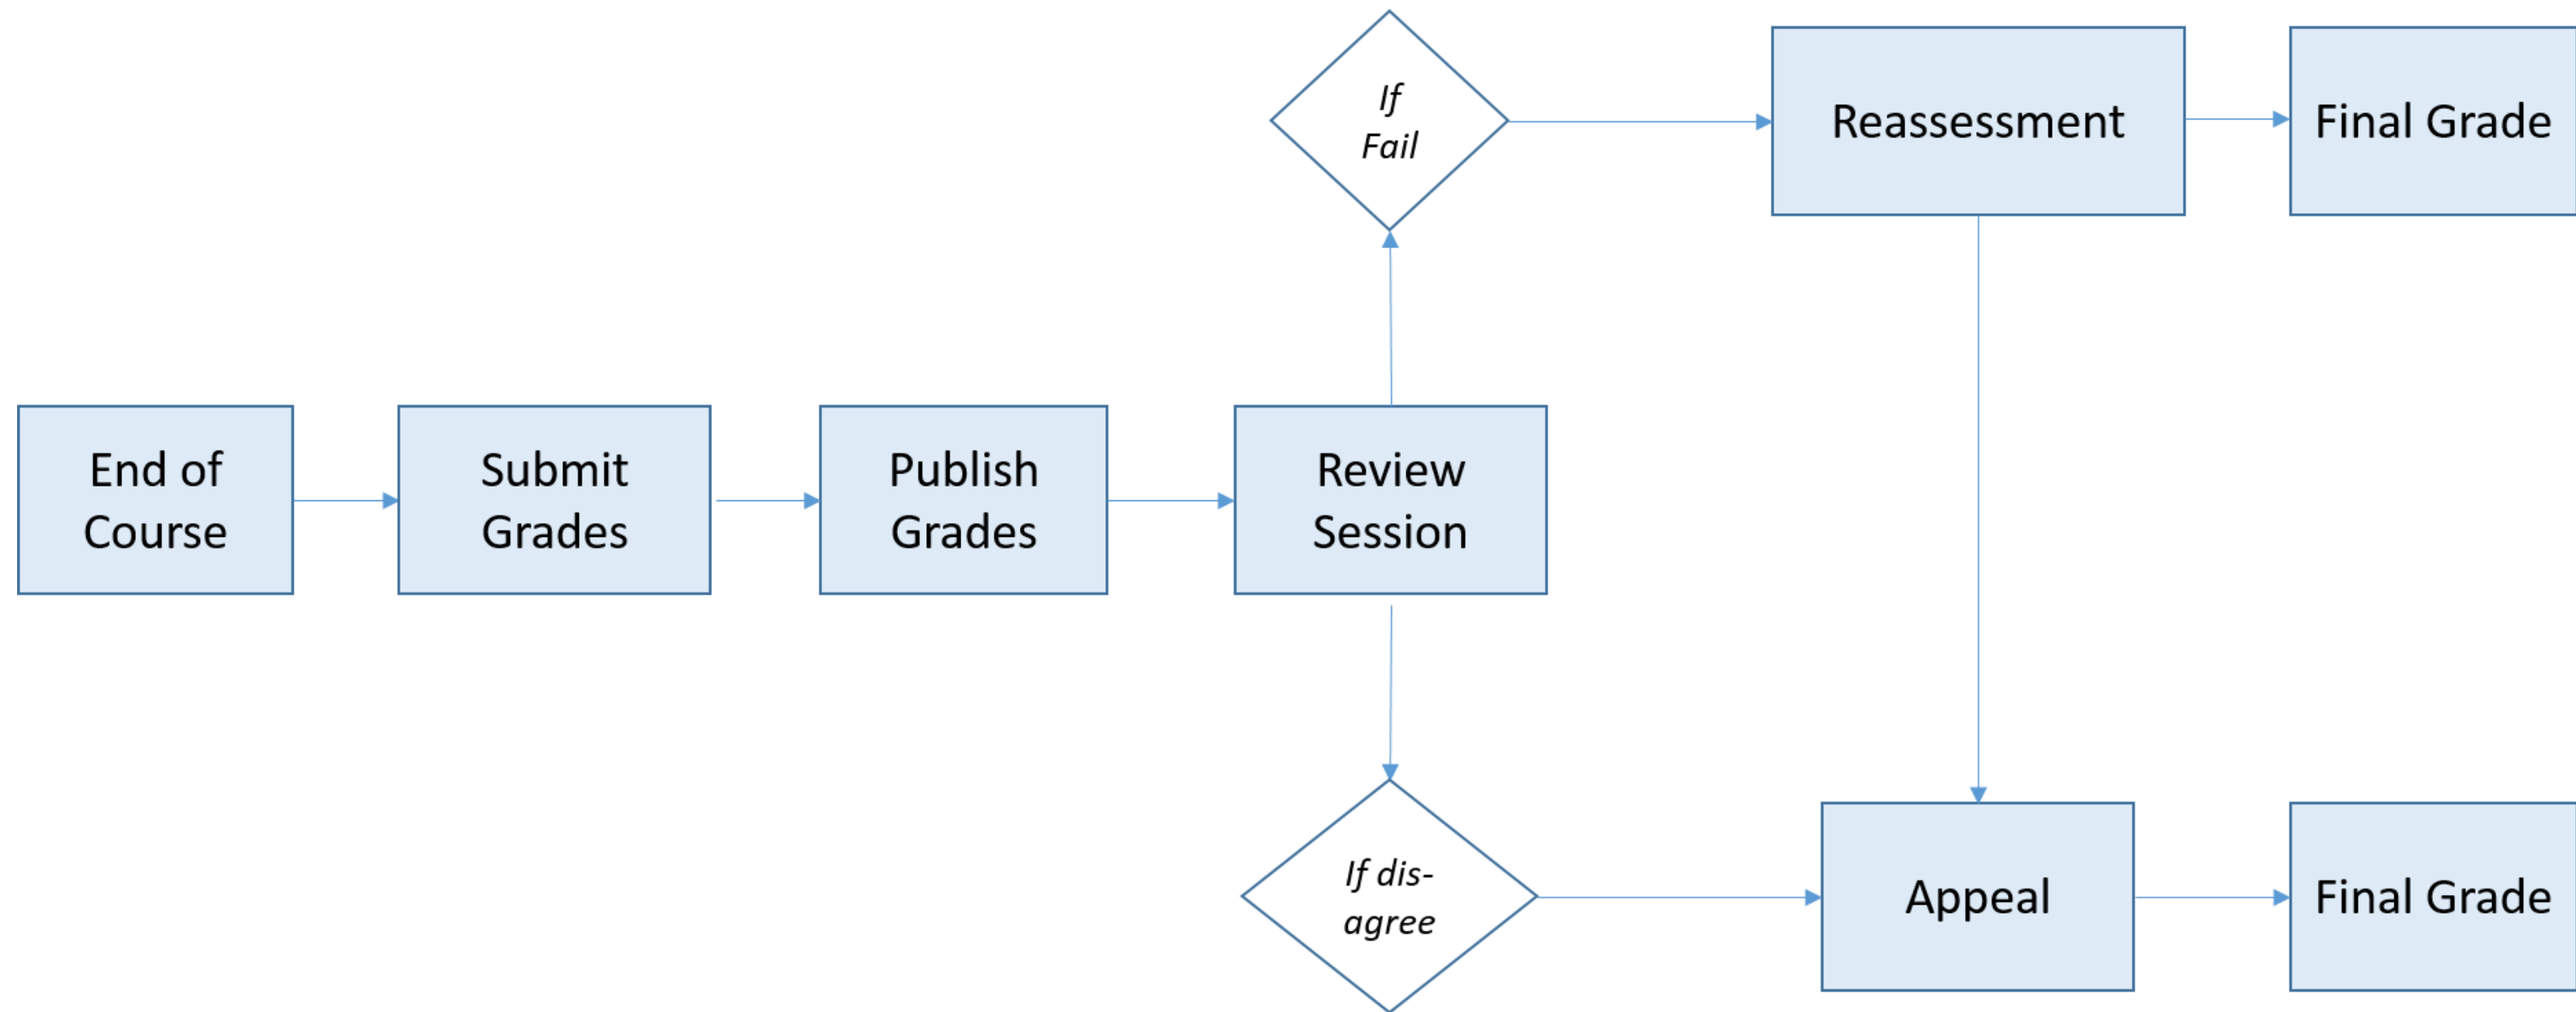 If
Fail
Reassessment
Final Grade
End of
Course
Submit
Grades
Publish
Grades
Review
Session
If dis-
agree
Appeal
Final Grade